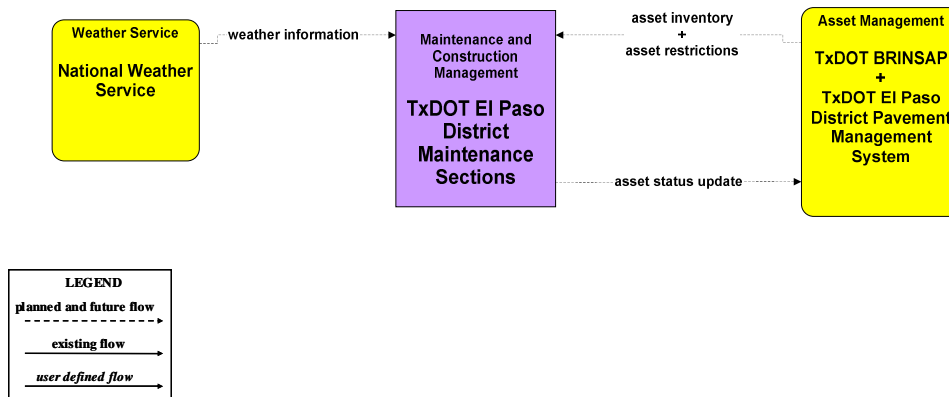 Weather Service
National Weather
Service
weather information
Maintenance and
Construction
Management
TxDOT El Paso
District
Maintenance
Sections
asset inventory
+
asset restrictions
asset status update
Asset Management
TxDOT BRINSAP
+
TxDOT El Paso
District Pavement
Management
System
LEGEND
planned and future flow
existing flow
user defined flow